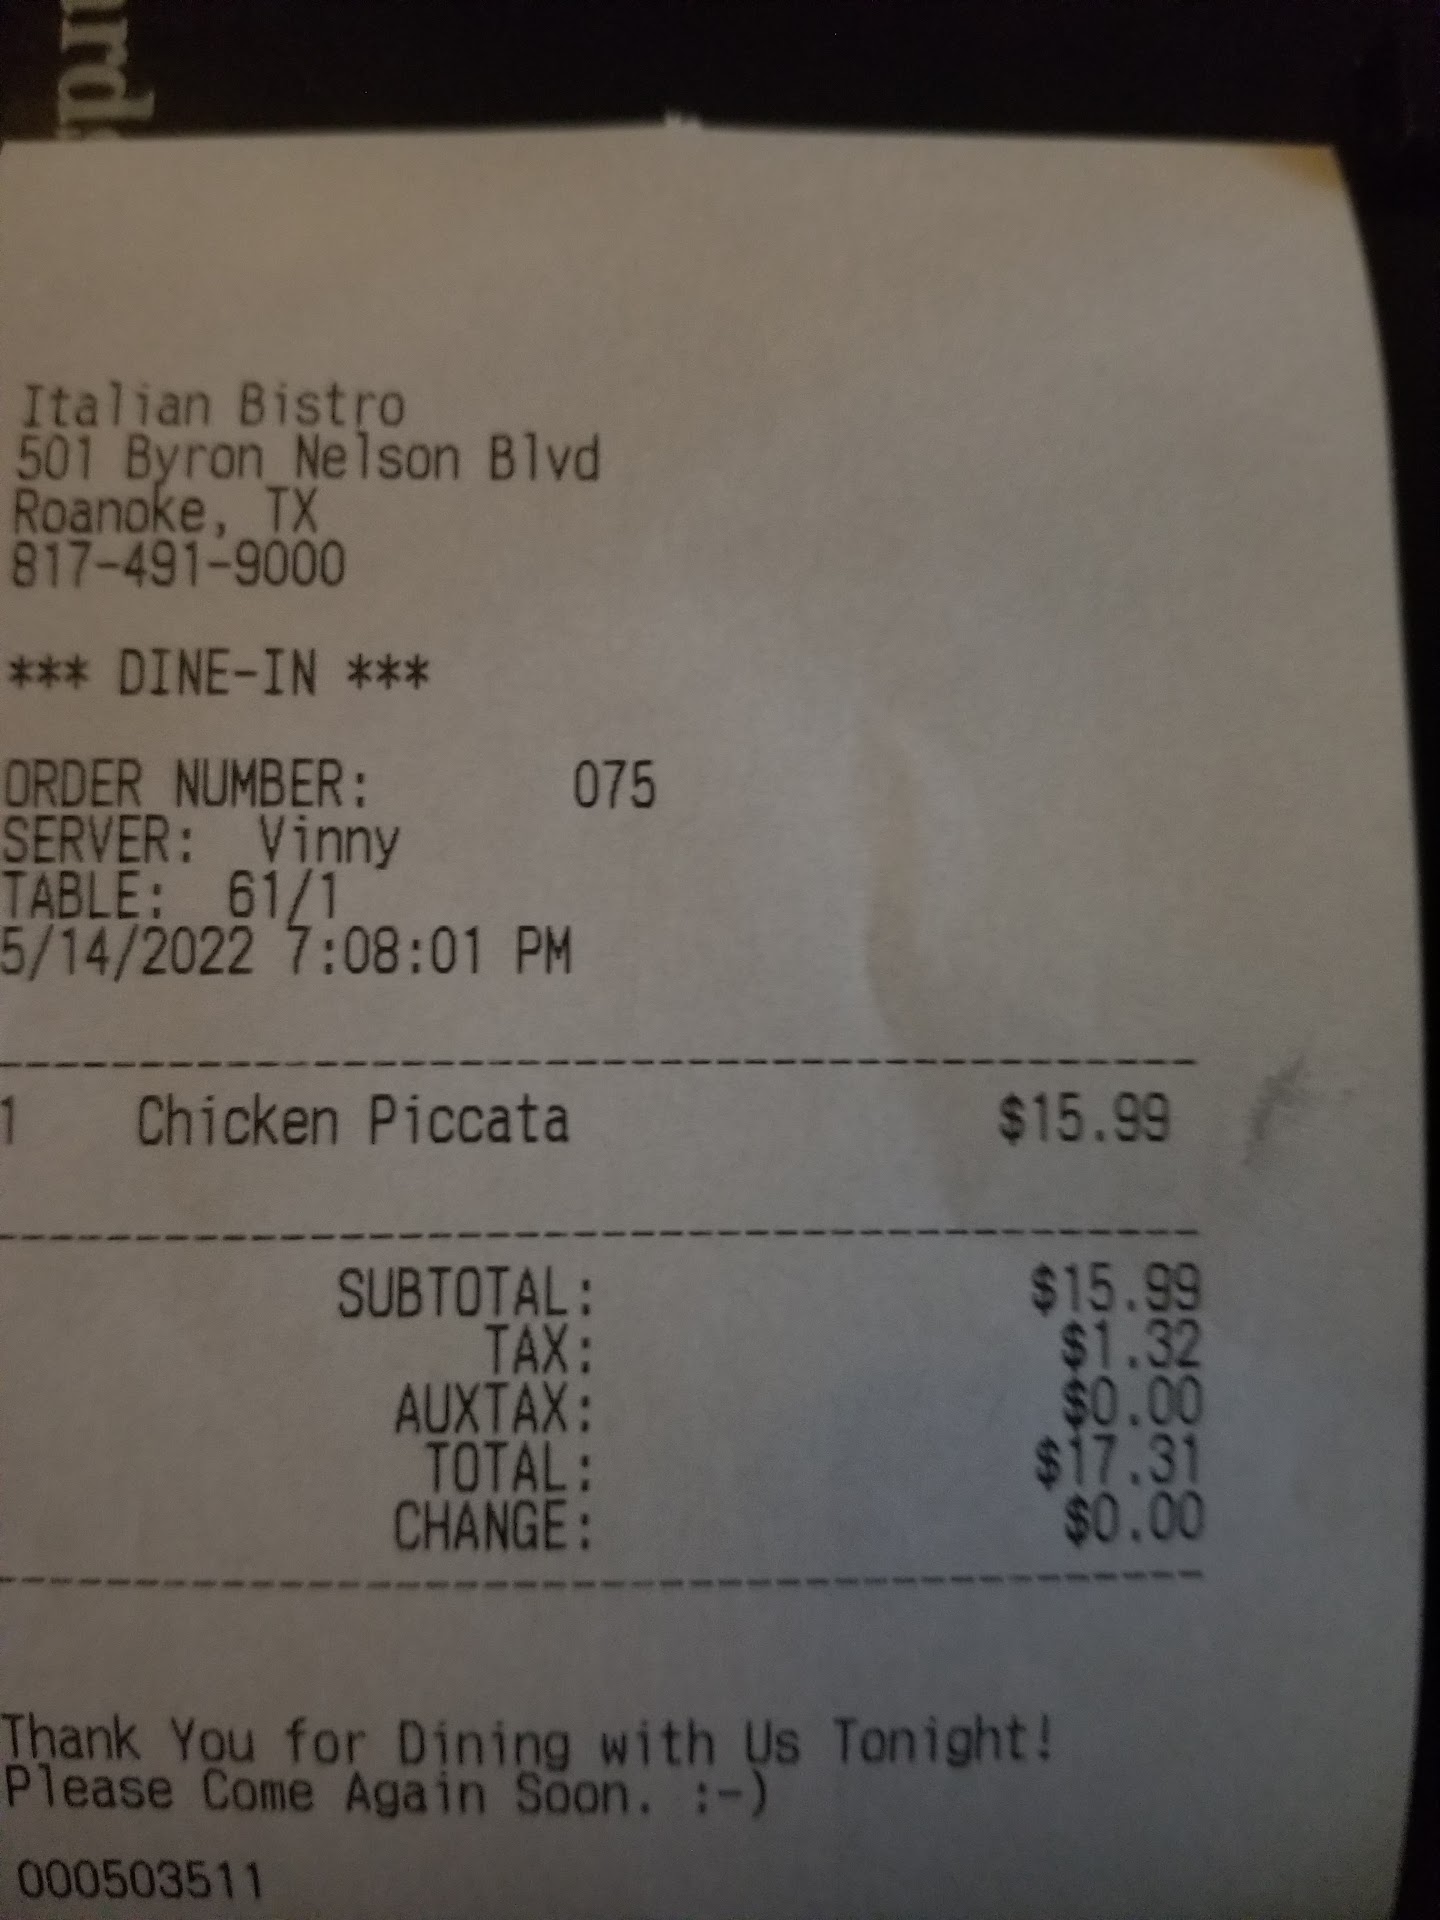 Italian Bistro
501 Byron Nelson Blvd
Roanoke, TX
817-491-9000
*** DINE-IN ***
ORDER NUMBER: 075
SERVER: Vinny
TABLE: 61/1
5/14/2022 7:08:01 PM
1 Chicken Piccata $15.99
SUBTOTAL: $15.99
TAX: $1.32
AUXTAX: $0.00
TOTAL: $17.31
CHANGE: $0.00
Thank You for Dining with Us Tonight!
Please Come Again Soon. :-)
000503511